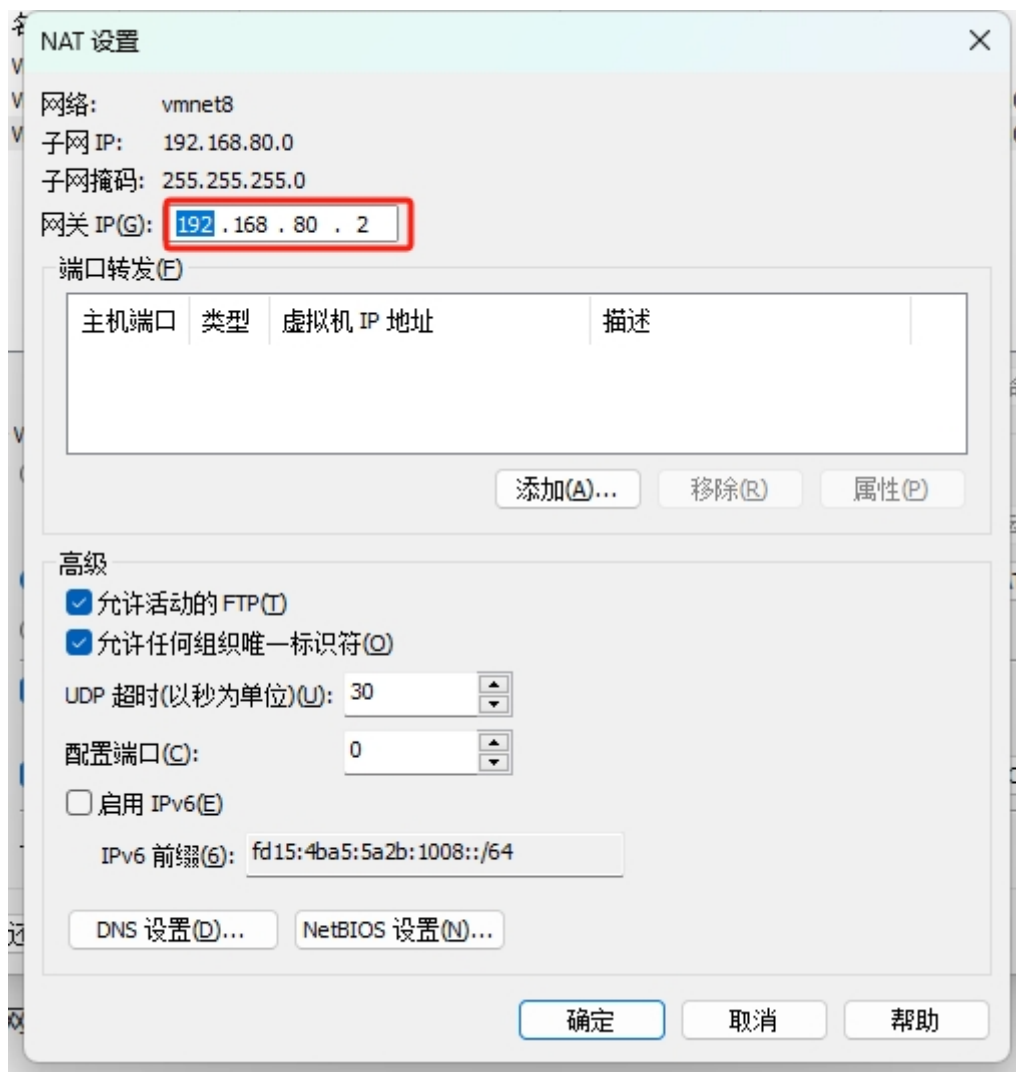 NAT 设置
网络: vmnet8
子网 IP: 192.168.80.0
子网掩码: 255.255.255.0
网关 IP(G): 192 . 168 . 80 . 2
端口转发(F)
主机端口 类型 虚拟机 IP 地址 描述
添加(A)... 移除(R) 属性(P)
高级
允许活动的 FTP(T)
允许任何组织唯一标识符(O)
UDP 超时(以秒为单位)(U): 30
配置端口(C): 0
启用 IPv6(E)
IPv6 前缀(6): fd15:4ba5:5a2b:1008::/64
DNS 设置(D)... NetBIOS 设置(N)...
确定 取消 帮助